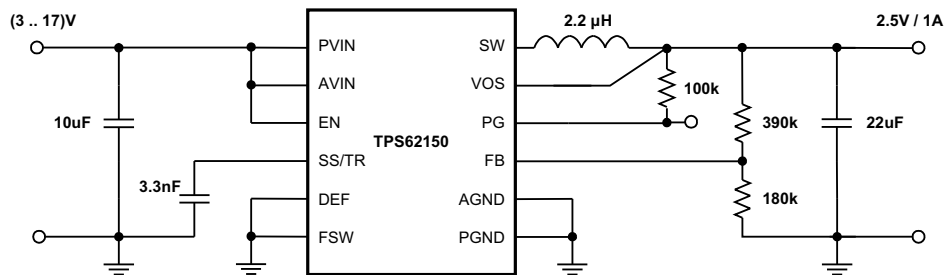 (3 .. 17)V
2.2 µH
2.5V / 1A
PVIN
SW
AVIN
VOS
100k
10uF
EN
PG
390k
22uF
TPS62150
SS/TR
FB
3.3nF
DEF
AGND
180k
FSW
PGND